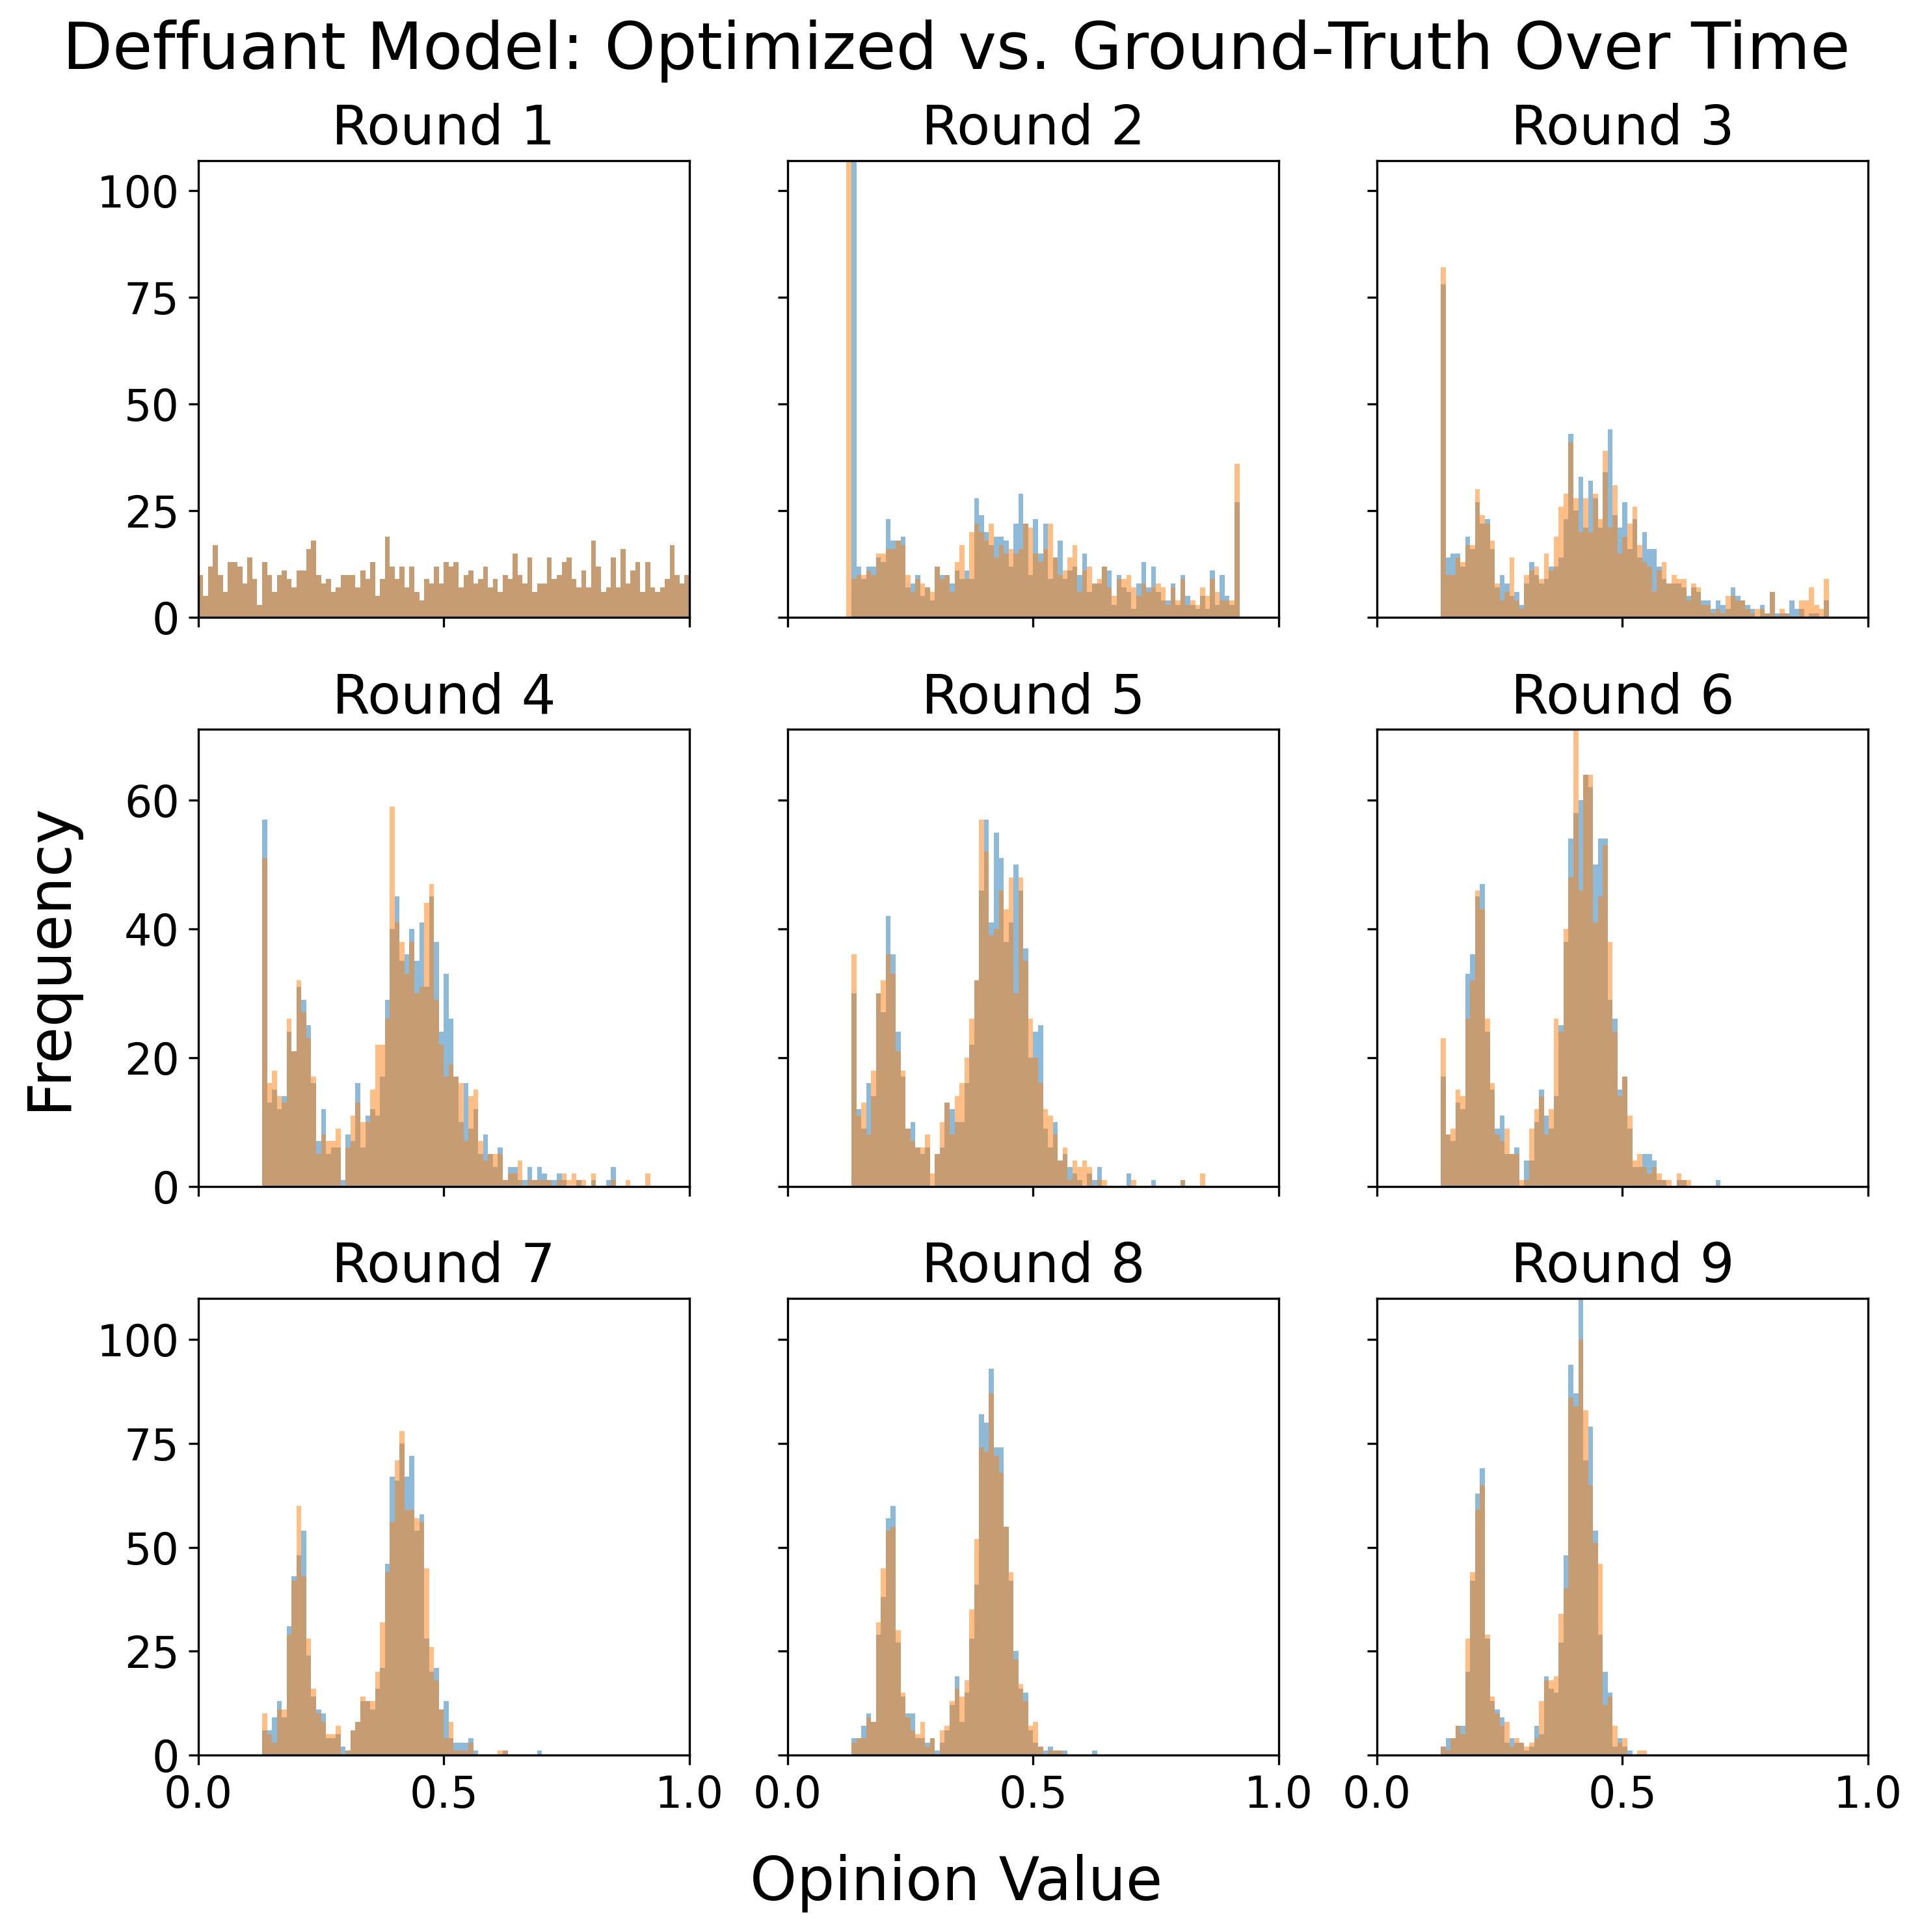 Deffuant Model: Optimized vs. Ground-Truth Over Time
Round 1
Round 2
Round 3
100
75
50
25
0
Round 4
Round 5
Round 6
60
40
20
0
Frequency
Round 7
Round 8
Round 9
100
75
50
25
0
0.0 0.5 1.0 0.0 0.5 1.0 0.0 0.5 1.0
Opinion Value